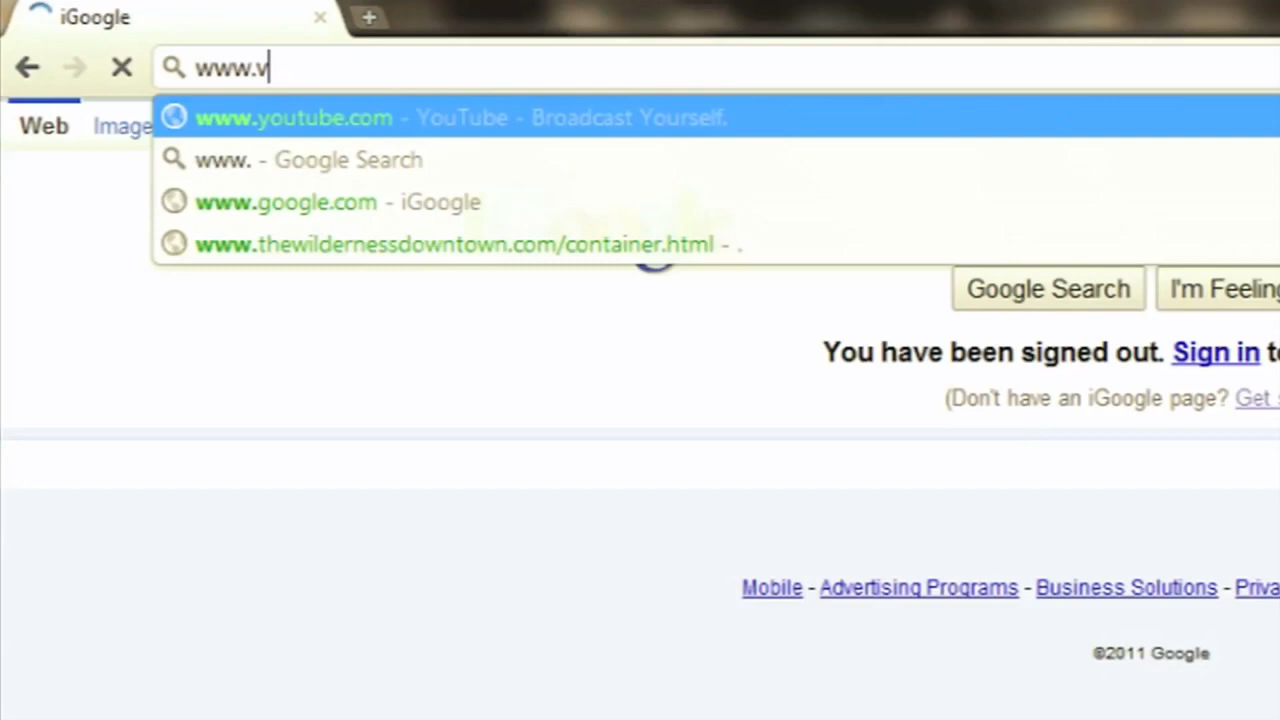 iGoogle
www.v
www.youtube.com - YouTube - Broadcast Yourself.
Web Image
www. - Google Search
www.google.com - iGoogle
www.thewildernessdowntown.com/container.html - .
Google Search I'm Feeling
You have been signed out. Sign in to
(Don't have an iGoogle page? Get s
Mobile - Advertising Programs - Business Solutions - Priva
©2011 Google